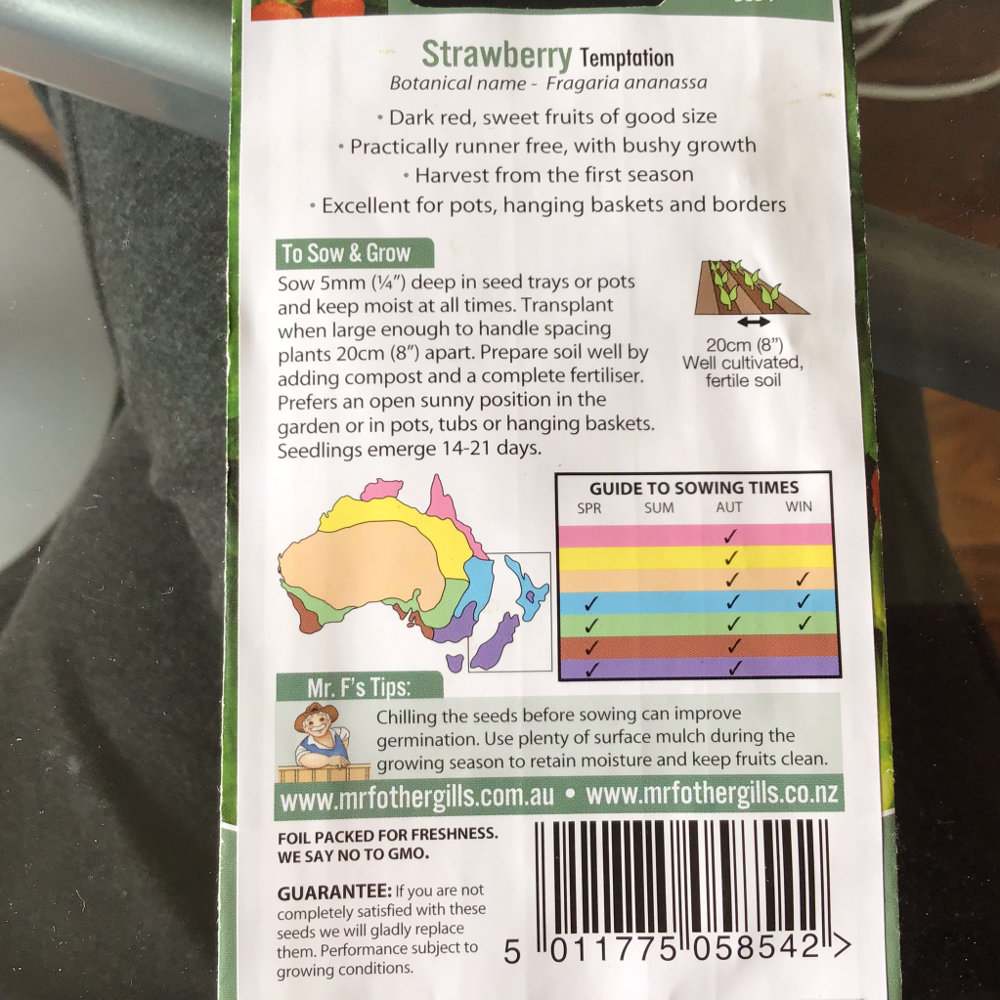 Strawberry Temptation
Botanical name - Fragaria ananassa
• Dark red, sweet fruits of good size
• Practically runner free, with bushy growth
• Harvest from the first season
• Excellent for pots, hanging baskets and borders
To Sow & Grow
Sow 5mm (¼”) deep in seed trays or pots
and keep moist at all times. Transplant
when large enough to handle spacing
plants 20cm (8”) apart. Prepare soil well by
adding compost and a complete fertiliser.
Prefers an open sunny position in the
garden or in pots, tubs or hanging baskets.
Seedlings emerge 14-21 days.
20cm (8”)
Well cultivated,
fertile soil
GUIDE TO SOWING TIMES
SPR SUM AUT WIN
✓
✓
✓ ✓
✓ ✓ ✓
✓ ✓ ✓
✓ ✓
✓ ✓
Mr. F's Tips:
Chilling the seeds before sowing can improve
germination. Use plenty of surface mulch during the
growing season to retain moisture and keep fruits clean.
www.mrfothergills.com.au • www.mrfothergills.co.nz
FOIL PACKED FOR FRESHNESS.
WE SAY NO TO GMO.
GUARANTEE: If you are not
completely satisfied with these
seeds we will gladly replace
them. Performance subject to
growing conditions.
5 011775 058542 >